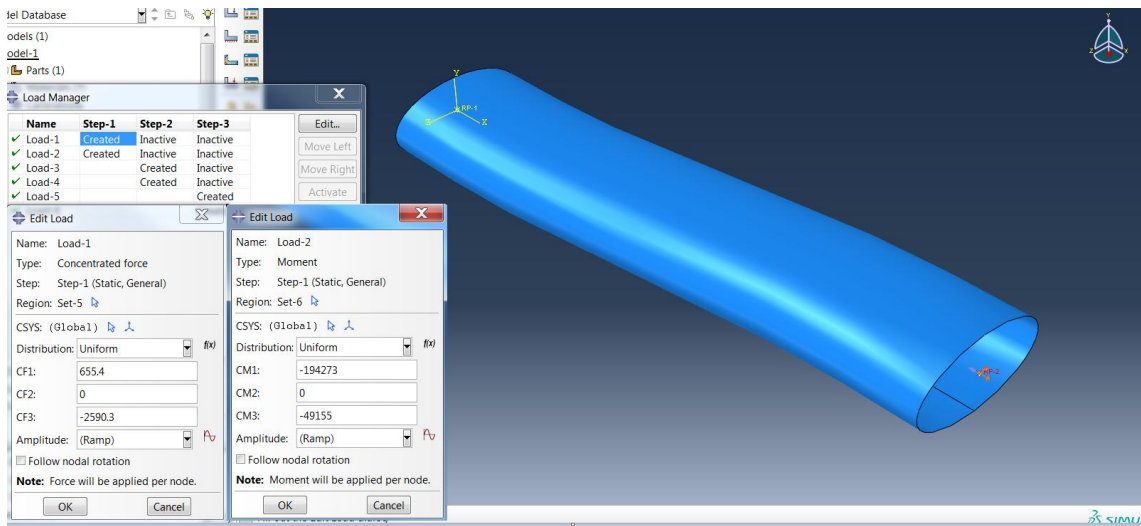 del Database
odels (1)
odel-1
Parts (1)
Load Manager
Name Step-1 Step-2 Step-3
Load-1 Created Inactive Inactive
Load-2 Created Inactive Inactive
Load-3 Created Inactive
Load-4 Created Inactive
Load-5 Created
Edit...
Move Left
Move Right
Activate
Edit Load
Name: Load-1
Type: Concentrated force
Step: Step-1 (Static, General)
Region: Set-5
CSYS: (Global)
Distribution: Uniform f(x)
CF1: 655.4
CF2: 0
CF3: -2590.3
Amplitude: (Ramp)
Follow nodal rotation
Note: Force will be applied per node.
OK Cancel
Edit Load
Name: Load-2
Type: Moment
Step: Step-1 (Static, General)
Region: Set-6
CSYS: (Global)
Distribution: Uniform f(x)
CM1: -194273
CM2: 0
CM3: -49155
Amplitude: (Ramp)
Follow nodal rotation
Note: Moment will be applied per node.
OK Cancel
Y
RP-1
Z X
RP-2
Y
Z X
SIMU